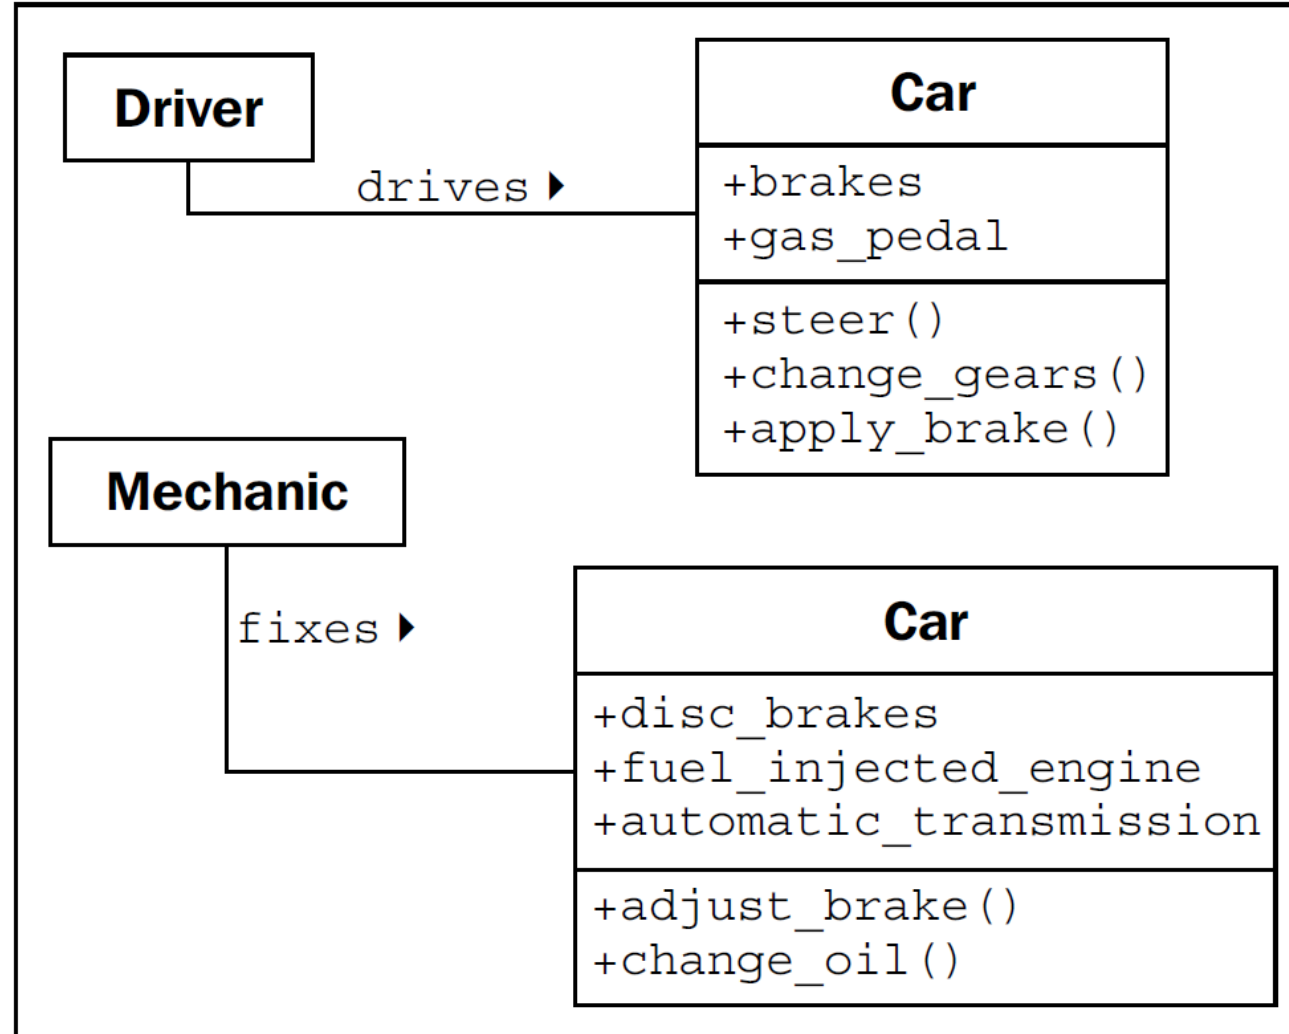 Driver
drives
Car
+brakes
+gas_pedal
+steer()
+change_gears()
+apply_brake()
Mechanic
fixes
Car
+disc_brakes
+fuel_injected_engine
+automatic_transmission
+adjust_brake()
+change_oil()